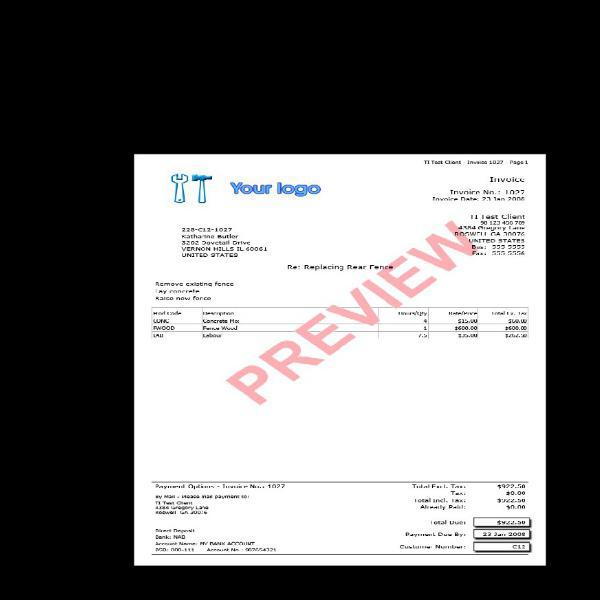 TI Test Client - Invoice 1027 - Page 1
Your logo
Invoice
Invoice No.: 1027
Invoice Date: 23 Jan 2008
TI Test Client
98 123 456 789
4384 Gregory Lane
ROSWELL GA 30076
UNITED STATES
Bus: 555 5555
Fax: 555 5556
228-C12-1027
Katharine Butler
3202 Dovetail Drive
VERNON HILLS IL 60061
UNITED STATES
Re: Replacing Rear Fence
Remove existing fence
Lay concrete
Raise new fence
Prod Code Description Hours/Qty Rate/Price Total Ex. Tax
CONC Concrete Mix 4 $15.00 $60.00
FWOOD Fence Wood 1 $600.00 $600.00
LAB Labour 7.5 $35.00 $262.50
PREVIEW
Payment Options - Invoice No.: 1027
By Mail - Please mail payment to:
TI Test Client
4384 Gregory Lane
Roswell GA 30076
Direct Deposit
Bank: NAB
Account Name: MY BANK ACCOUNT
BSB: 000-111 Account No.: 987654321
Total Excl. Tax: $922.50
Tax: $0.00
Total Incl. Tax: $922.50
Already Paid: $0.00
Total Due: $922.50
Payment Due By: 23 Jan 2008
Customer Number: C12